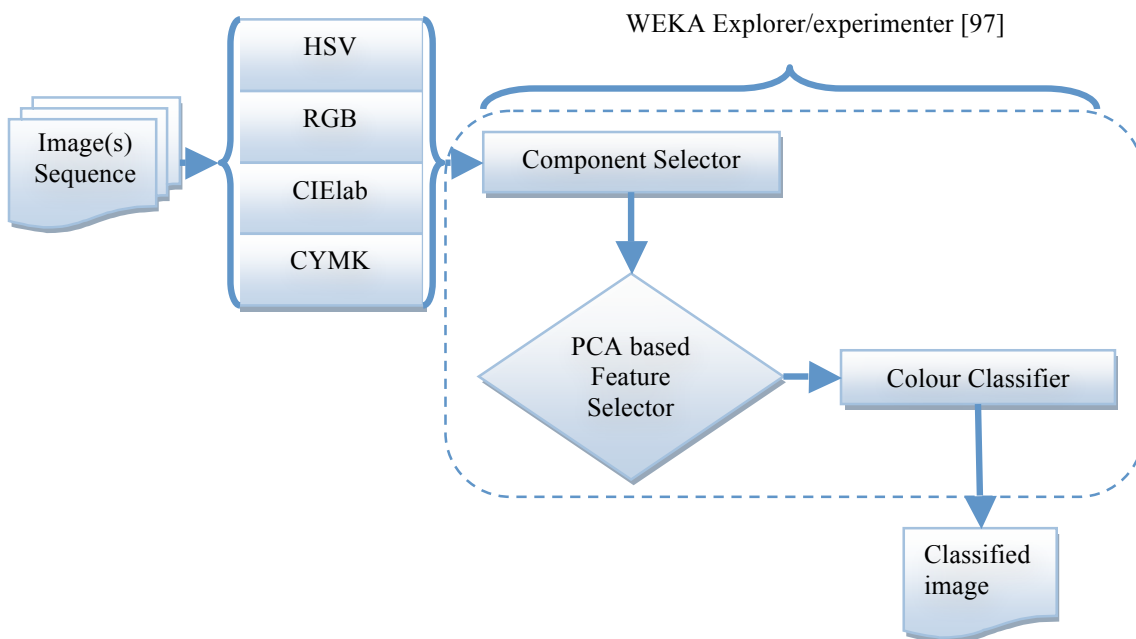 WEKA Explorer/experimenter [97]
Image(s)
Sequence
HSV
RGB
CIElab
CYMK
Component Selector
PCA based
Feature
Selector
Colour Classifier
Classified
image